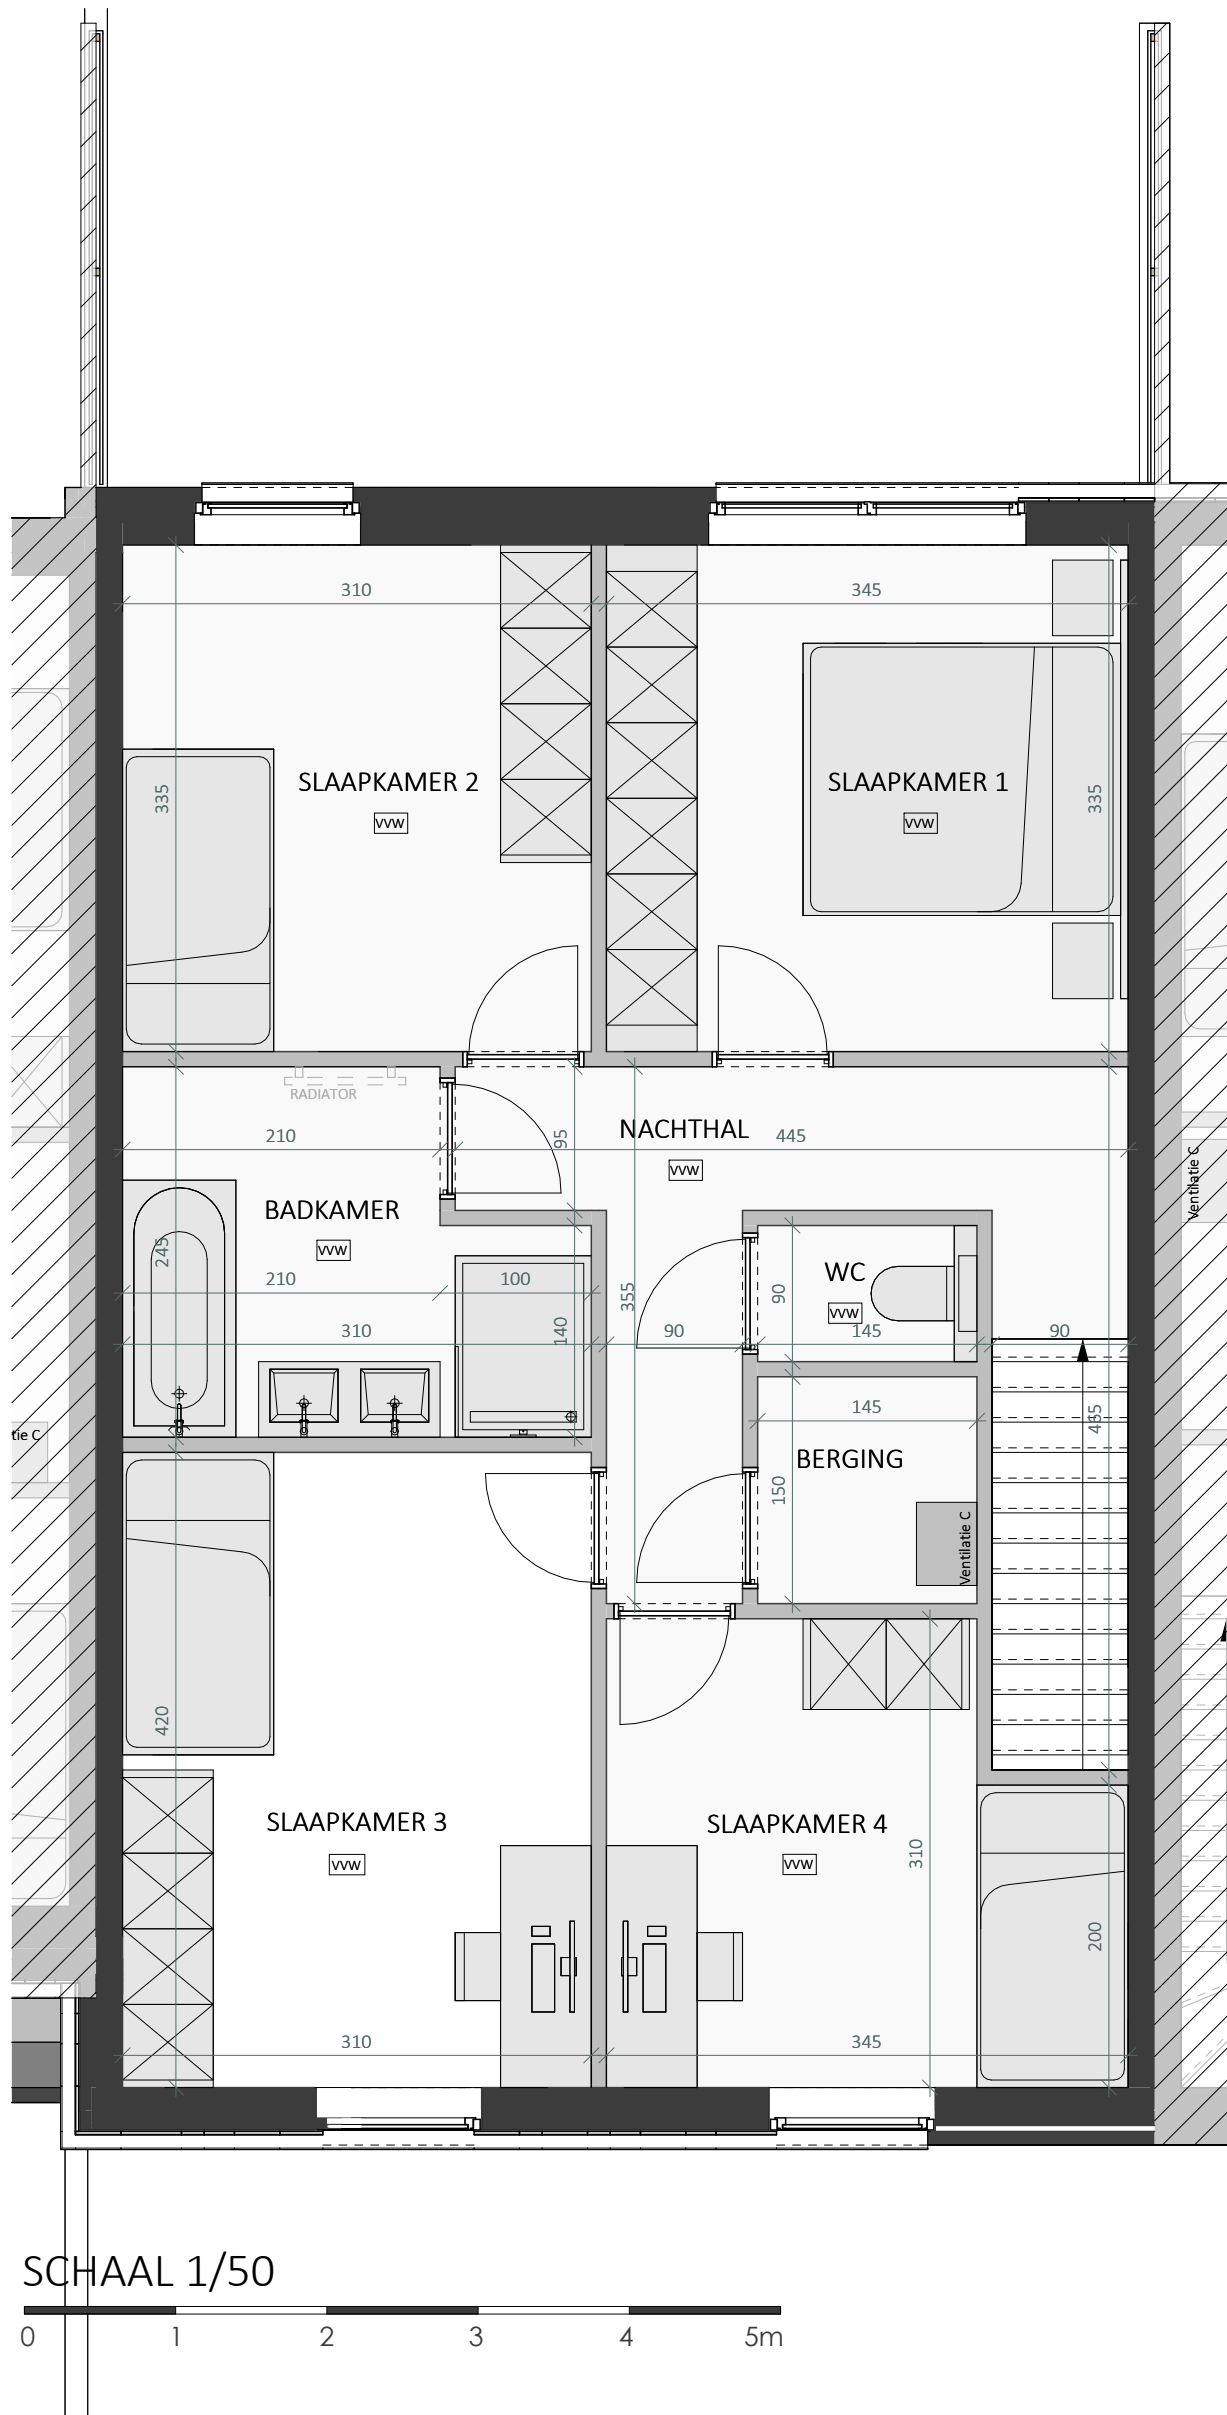 310
345
SLAAPKAMER 2
VVW
SLAAPKAMER 1
VVW
335
335
RADIATOR
210
95
NACHTHAL
445
VVW
Ventilatie C
BADKAMER
VVW
245
210
100
WC
VVW
90
355
310
140
90
145
90
145
tie C
BERGING
150
Ventilatie C
420
SLAAPKAMER 3
VVW
SLAAPKAMER 4
VVW
310
200
310
345
SCHAAL 1/50
0 1 2 3 4 5m